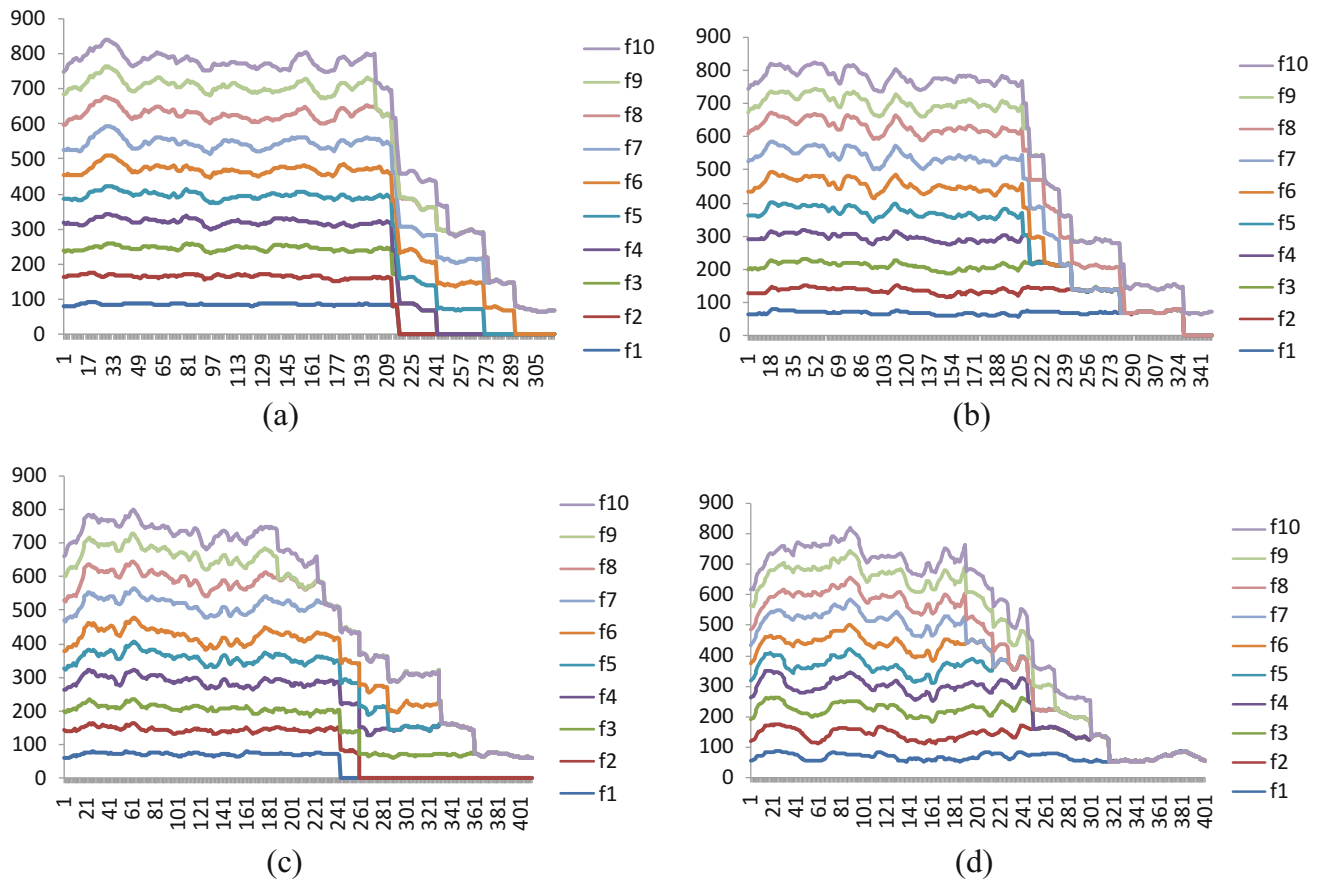 900
800
700
600
500
400
300
200
100
0
1 17 33 49 65 81 97 113 129 145 161 177 193 209 225 241 257 273 289 305
f10
f9
f8
f7
f6
f5
f4
f3
f2
f1
(a)
900
800
700
600
500
400
300
200
100
0
1 18 35 52 69 86 103 120 137 154 171 188 205 222 239 256 273 290 307 324 341
f10
f9
f8
f7
f6
f5
f4
f3
f2
f1
(b)
900
800
700
600
500
400
300
200
100
0
1 21 41 61 81 101 121 141 161 181 201 221 241 261 281 301 321 341 361 381 401
f10
f9
f8
f7
f6
f5
f4
f3
f2
f1
(c)
900
800
700
600
500
400
300
200
100
0
1 21 41 61 81 101 121 141 161 181 201 221 241 261 281 301 321 341 361 381 401
f10
f9
f8
f7
f6
f5
f4
f3
f2
f1
(d)